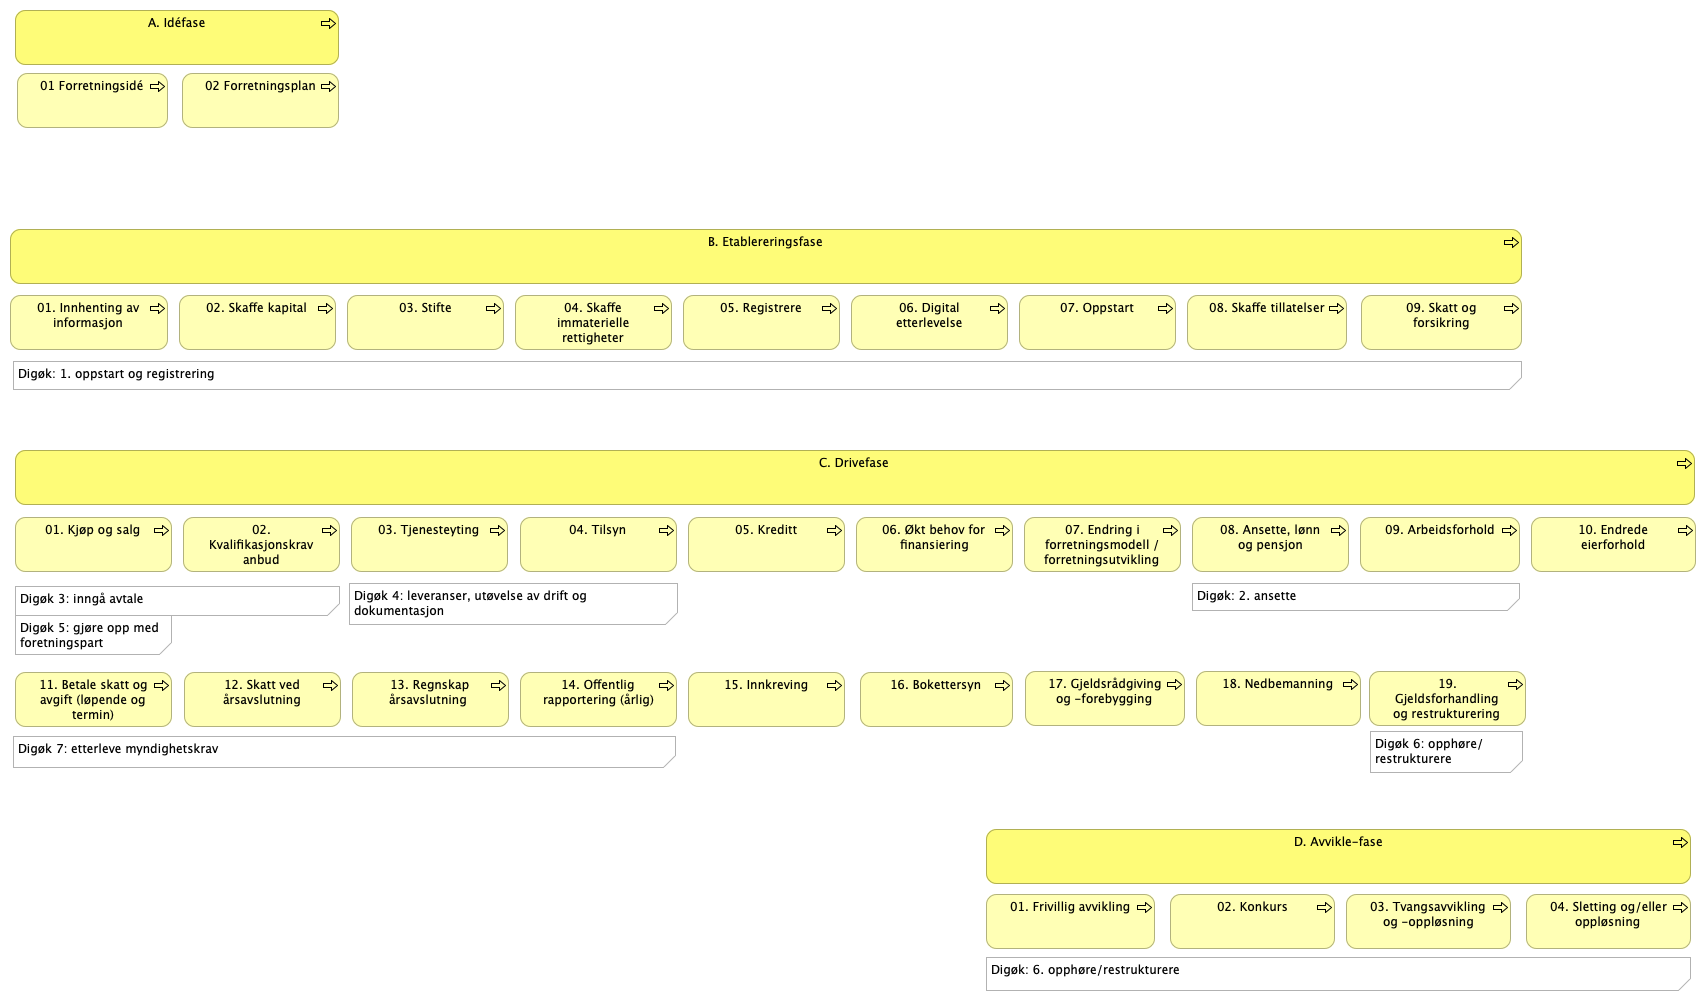 A. Idéfase
01 Forretningsidé
02 Forretningsplan
B. Etablereringsfase
01. Innhenting av
informasjon
02. Skaffe kapital
03. Stifte
04. Skaffe
immaterielle
rettigheter
05. Registrere
06. Digital
etterlevelse
07. Oppstart
08. Skaffe tillatelser
09. Skatt og
forsikring
Digøk: 1. oppstart og registrering
C. Drivefase
01. Kjøp og salg
02.
Kvalifikasjonskrav
anbud
03. Tjenesteyting
04. Tilsyn
05. Kreditt
06. Økt behov for
finansiering
07. Endring i
forretningsmodell /
forretningsutvikling
08. Ansette, lønn
og pensjon
09. Arbeidsforhold
10. Endrede
eierforhold
Digøk 3: inngå avtale
Digøk 5: gjøre opp med
foretningspart
Digøk 4: leveranser, utøvelse av drift og
dokumentasjon
Digøk: 2. ansette
11. Betale skatt og
avgift (løpende og
termin)
12. Skatt ved
årsavslutning
13. Regnskap
årsavslutning
14. Offentlig
rapportering (årlig)
15. Innkreving
16. Bokettersyn
17. Gjeldsrådgiving
og -forebygging
18. Nedbemanning
19.
Gjeldsforhandling
og restrukturering
Digøk 7: etterleve myndighetskrav
Digøk 6: opphøre/
restrukturere
D. Avvikle-fase
01. Frivillig avvikling
02. Konkurs
03. Tvangsavvikling
og -oppløsning
04. Sletting og/eller
oppløsning
Digøk: 6. opphøre/restrukturere